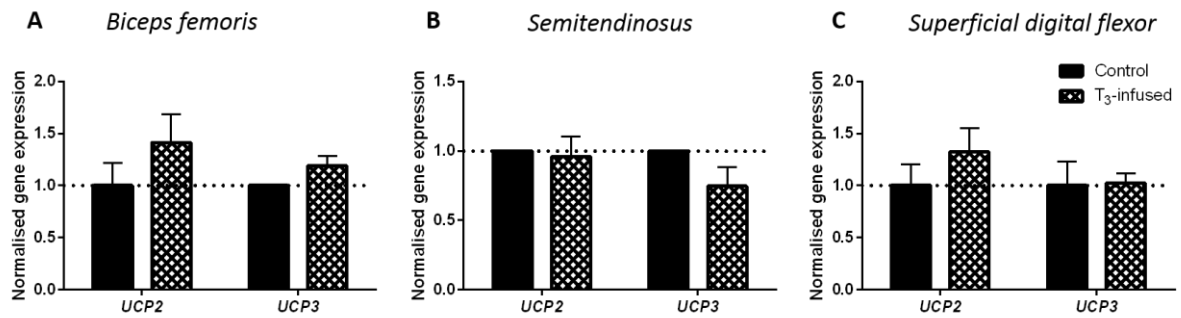 A
Biceps femoris
Normalised gene expression
2.0
1.5
1.0
0.5
0.0
UCP2
UCP3
B
Semitendinosus
Normalised gene expression
1.5
1.0
0.5
0.0
UCP2
UCP3
C
Superficial digital flexor
Normalised gene expression
2.0
1.5
1.0
0.5
0.0
UCP2
UCP3
Control
T₃-infused